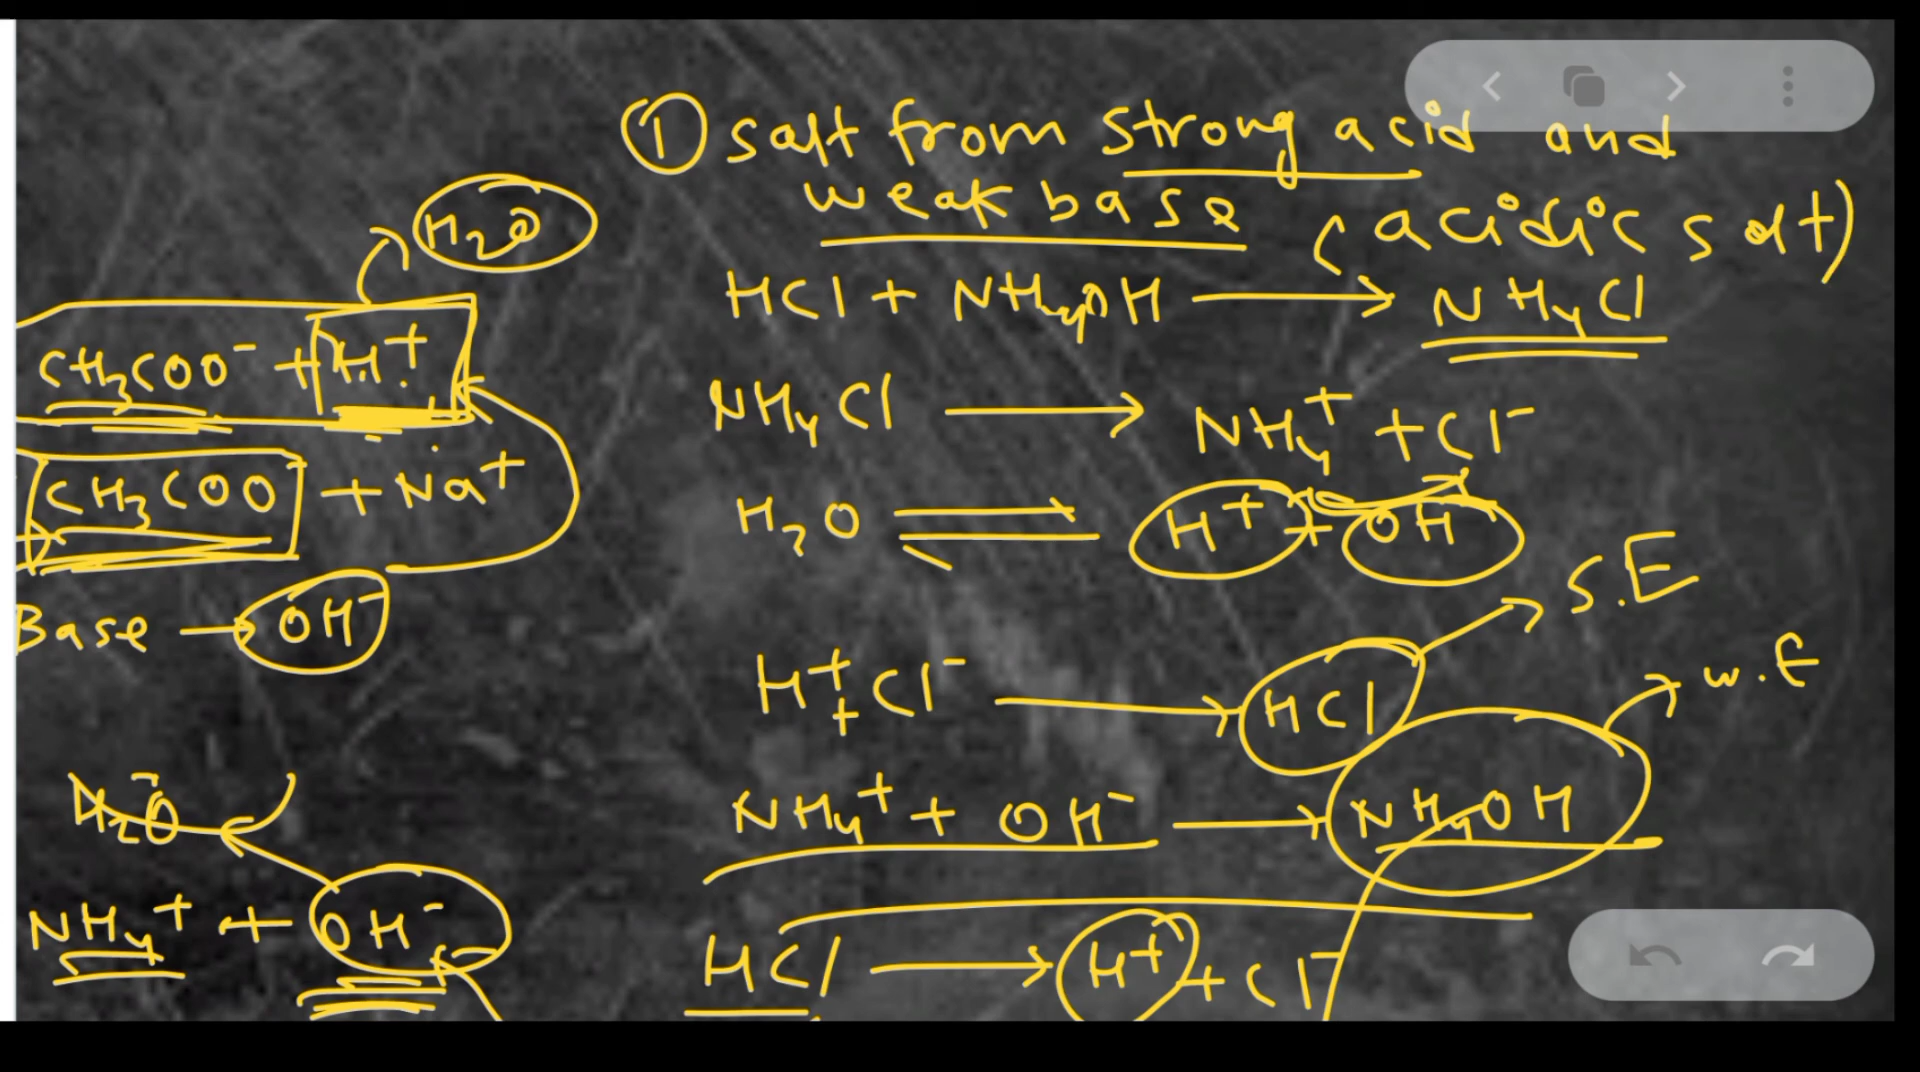 ① salt from strong acid and
weak base (acidic salt)
HCl + NH4OH ⟶ NH4Cl
NH4Cl ⟶ NH4+ + Cl-
H2O ⇌ H+ + OH-
S.E
H+ + Cl- ⟶ HCl
w.E
NH4+ + OH- ⟶ NH4OH
HCl ⟶ H+ + Cl-
H2O
CH3COO- + H+
CH3COO + Na+
Base → OH-
H2O
NH4+ + OH-